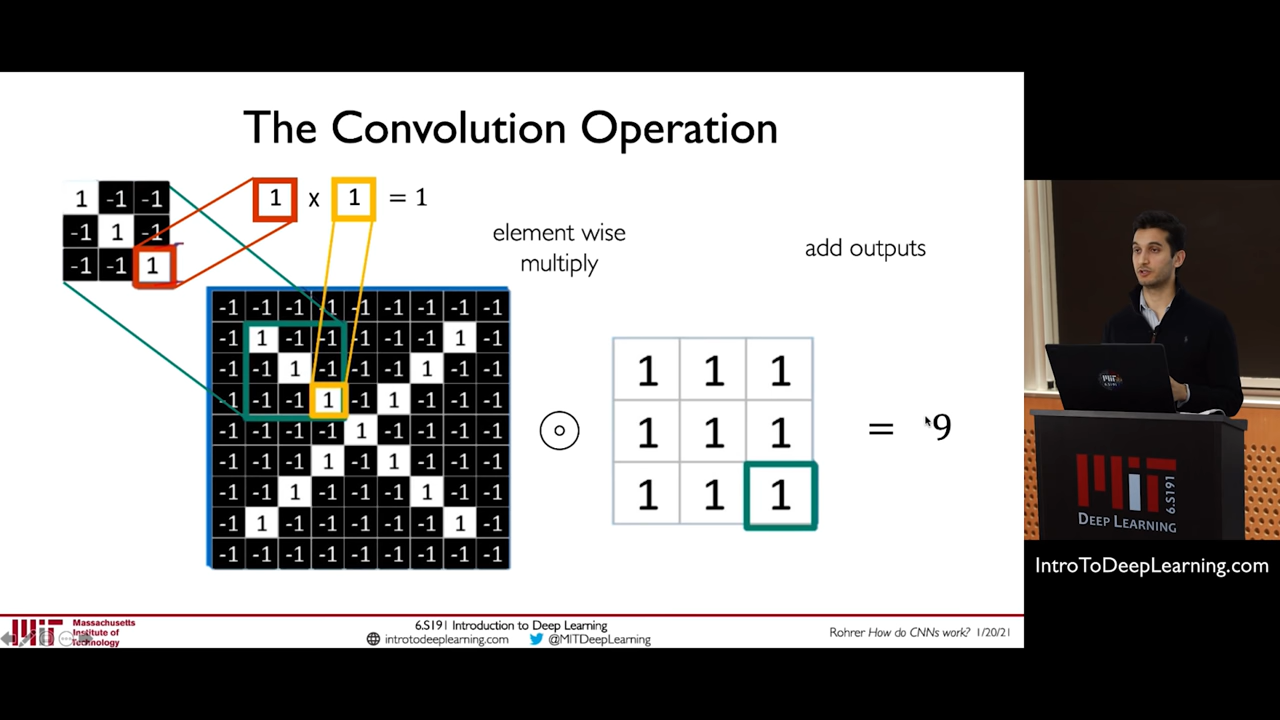 The Convolution Operation
1 -1 -1
-1 1 -1
-1 -1 1
1 x 1 = 1
element wise
multiply
add outputs
-1 -1 -1 -1 -1 -1 -1 -1 -1
-1 1 -1 -1 -1 -1 -1 1 -1
-1 -1 1 -1 -1 -1 1 -1 -1
-1 -1 -1 1 -1 1 -1 -1 -1
-1 -1 -1 -1 1 -1 -1 -1 -1
-1 -1 -1 1 -1 1 -1 -1 -1
-1 -1 1 -1 -1 -1 1 -1 -1
-1 1 -1 -1 -1 -1 -1 1 -1
-1 -1 -1 -1 -1 -1 -1 -1 -1
1 1 1
1 1 1
1 1 1
= 9
Massachusetts
Institute of
Technology
6.S191 Introduction to Deep Learning
introtodeeplearning.com @MITDeepLearning
Rohrer How do CNNs work? 1/20/21
MIT
6.S191
MIT
6.S191
DEEP LEARNING
IntroToDeepLearning.com